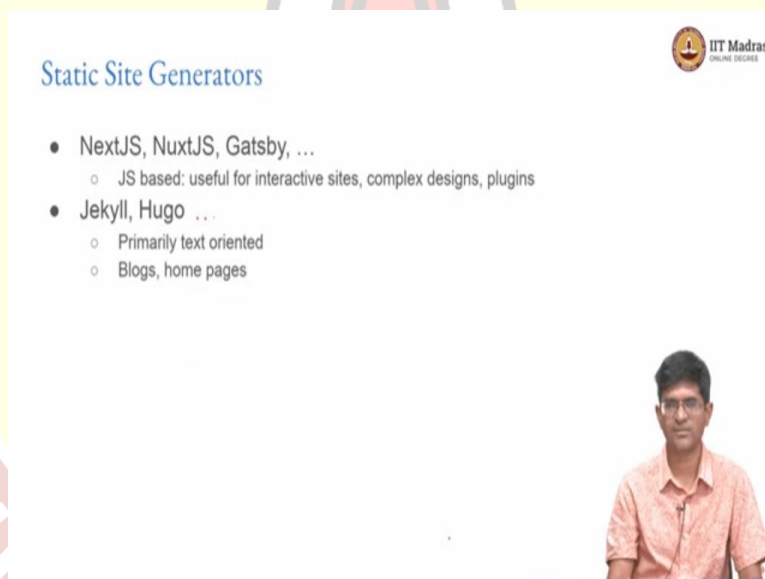 IIT Madras
ONLINE DEGREE
Static Site Generators
● NextJS, NuxtJS, Gatsby, ...
○ JS based: useful for interactive sites, complex designs, plugins
● Jekyll, Hugo ...
○ Primarily text oriented
○ Blogs, home pages